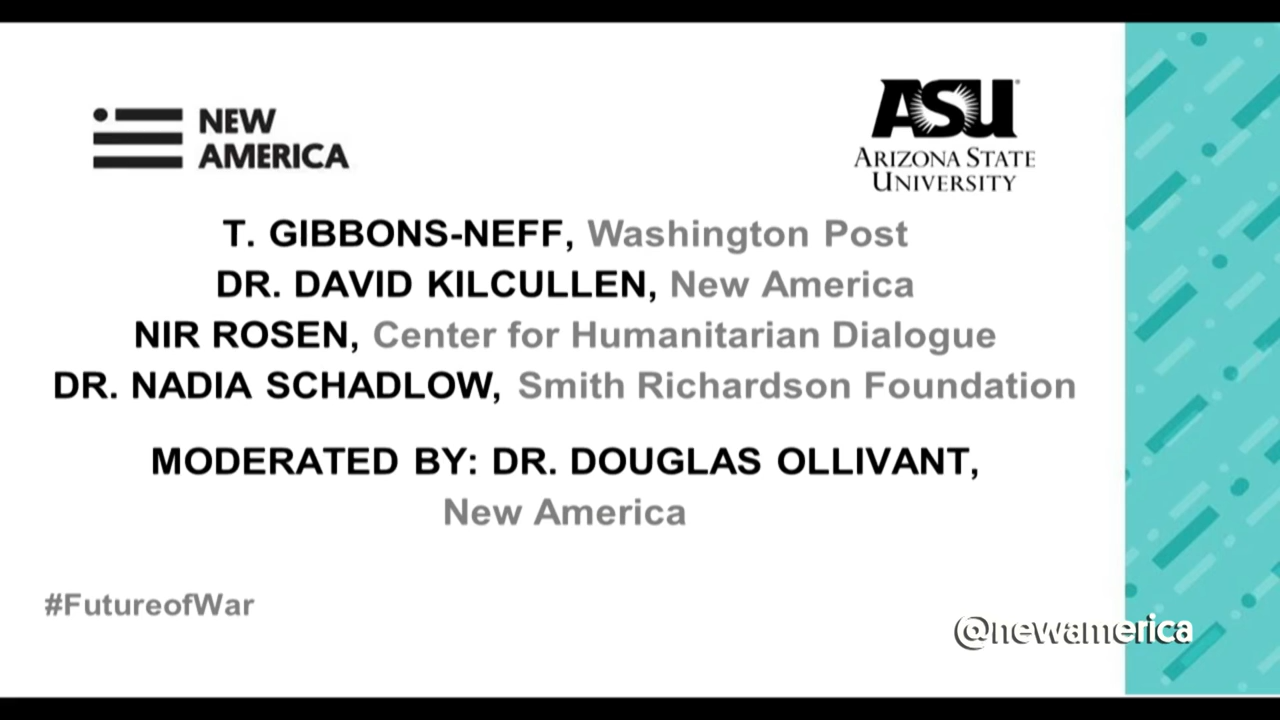 NEW
AMERICA
ASU
ARIZONA STATE
UNIVERSITY
T. GIBBONS-NEFF, Washington Post
DR. DAVID KILCULLEN, New America
NIR ROSEN, Center for Humanitarian Dialogue
DR. NADIA SCHADLOW, Smith Richardson Foundation
MODERATED BY: DR. DOUGLAS OLLIVANT,
New America
#FutureofWar
@newamerica